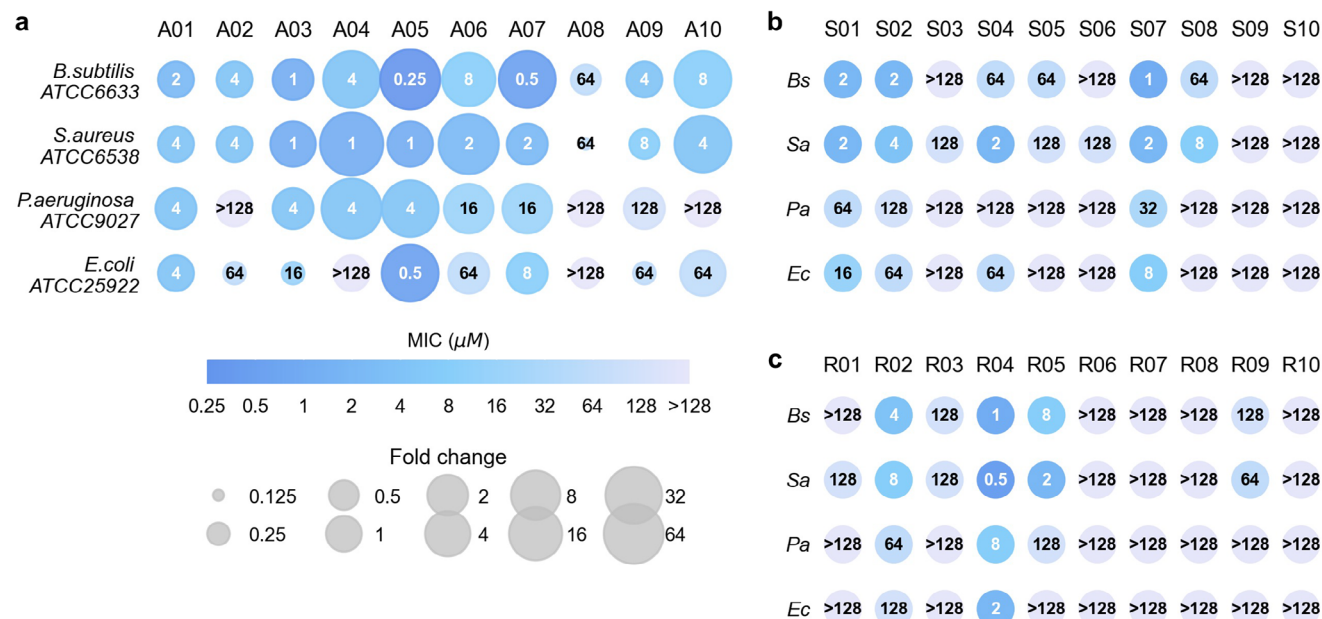 a A01 A02 A03 A04 A05 A06 A07 A08 A09 A10
B.subtilis
ATCC6633
2 4 1 4 0.25 8 0.5 64 4 8
S.aureus
ATCC6538
4 4 1 1 1 2 2 64 8 4
P.aeruginosa
ATCC9027
4 >128 4 4 4 16 16 >128 128 >128
E.coli
ATCC25922
4 64 16 >128 0.5 64 8 >128 64 64
MIC (μM)
0.25 0.5 1 2 4 8 16 32 64 128 >128
Fold change
0.125 0.5 2 8 32
0.25 1 4 16 64
b S01 S02 S03 S04 S05 S06 S07 S08 S09 S10
Bs 2 2 >128 64 64 >128 1 64 >128 >128
Sa 2 4 128 2 128 128 2 8 >128 >128
Pa 64 128 >128 >128 >128 >128 32 >128 >128 >128
Ec 16 64 >128 64 >128 >128 8 >128 >128 >128
c R01 R02 R03 R04 R05 R06 R07 R08 R09 R10
Bs >128 4 128 1 8 >128 >128 >128 128 >128
Sa 128 8 128 0.5 2 >128 >128 >128 64 >128
Pa >128 64 >128 8 128 >128 >128 >128 >128 >128
Ec >128 128 >128 2 >128 >128 >128 >128 >128 >128